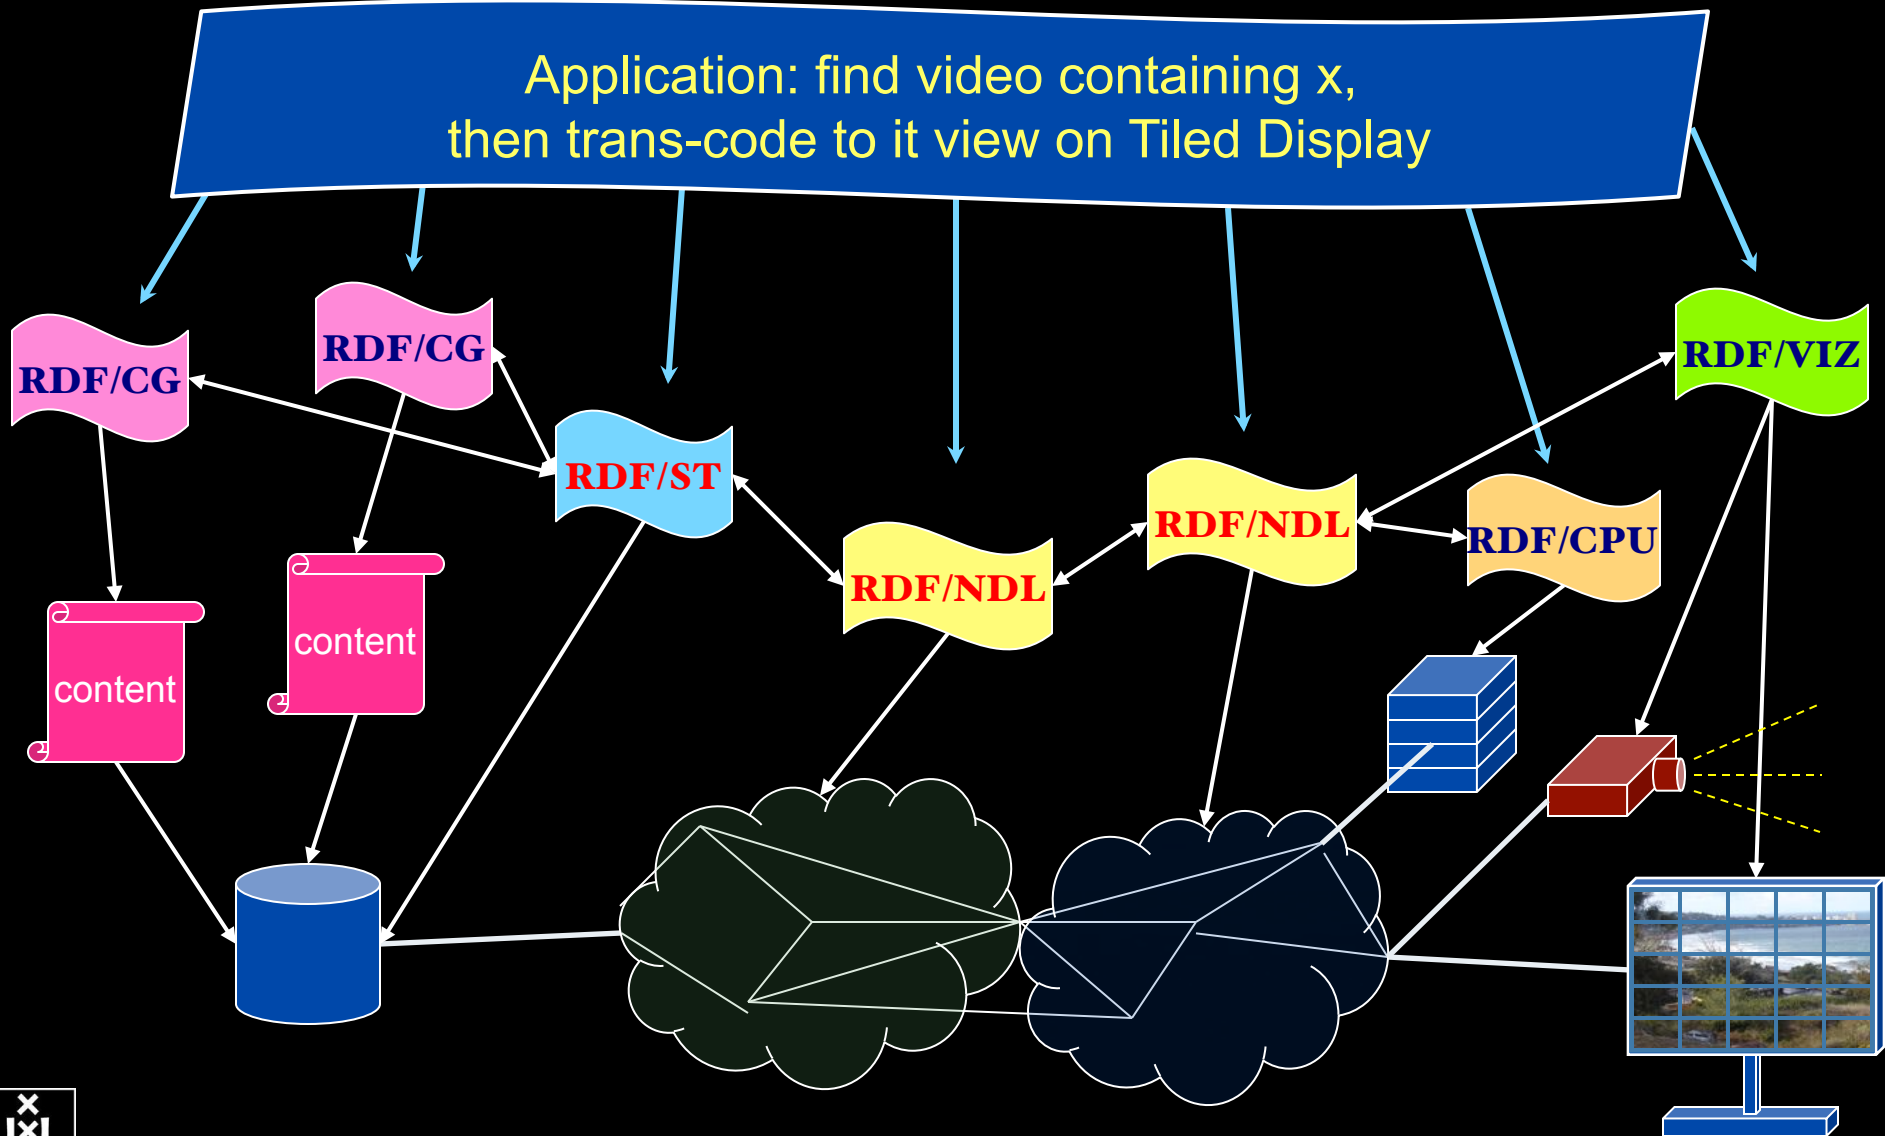 Application: find video containing x,
then trans-code to it view on Tiled Display
RDF/CG
RDF/CG
RDF/VIZ
RDF/ST
RDF/NDL
RDF/CPU
RDF/NDL
content
content